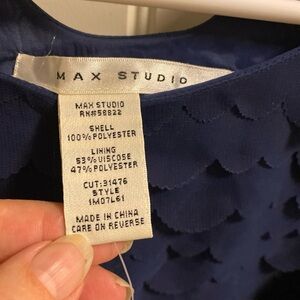 MAX STUDIO
MAX STUDIO
RN#58822
SHELL
100% POLYESTER
LINING
53% VISCOSE
47% POLYESTER
CUT:31476
STYLE
1M07L61
MADE IN CHINA
CARE ON REVERSE